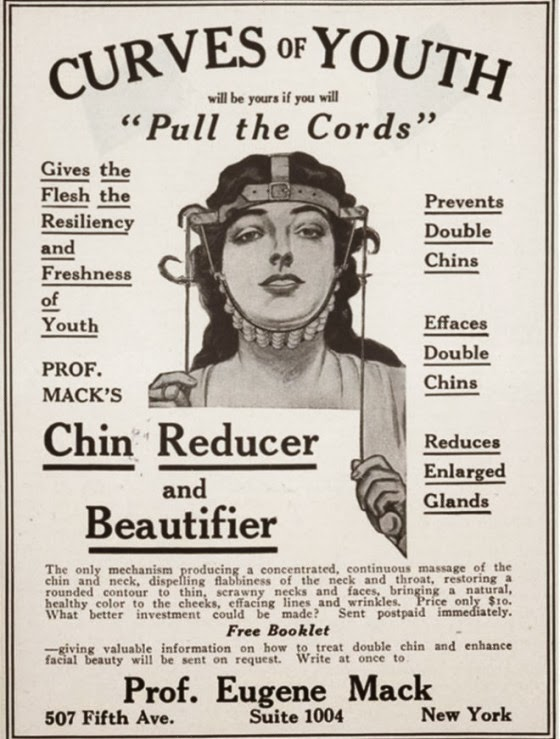 CURVES OF YOUTH
will be yours if you will
"Pull the Cords"
Gives the
Flesh the
Resiliency
and
Freshness
of
Youth
PROF.
MACK'S
Prevents
Double
Chins
Effaces
Double
Chins
Reduces
Enlarged
Glands
Chin Reducer
and
Beautifier
The only mechanism producing a concentrated, continuous massage of the
chin and neck, dispelling flabbiness of the neck and throat, restoring a
rounded contour to thin, scrawny necks and faces, bringing a natural,
healthy color to the cheeks, effacing lines and wrinkles. Price only $10.
What better investment could be made? Sent postpaid immediately.
Free Booklet
—giving valuable information on how to treat double chin and enhance
facial beauty will be sent on request. Write at once to
Prof. Eugene Mack
507 Fifth Ave. Suite 1004 New York